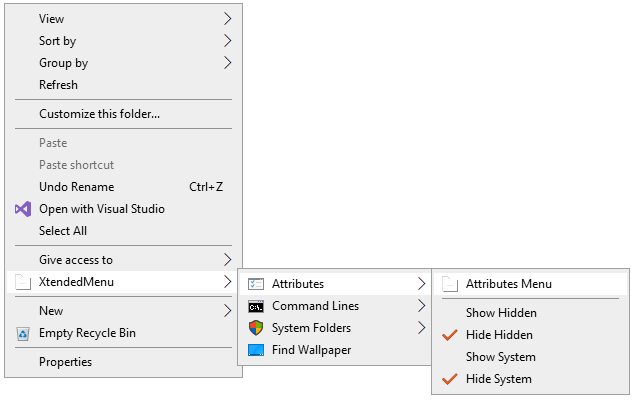 View
Sort by
Group by
Refresh
Customize this folder...
Paste
Paste shortcut
Undo Rename Ctrl+Z
Open with Visual Studio
Select All
Give access to
XtendedMenu
New
Empty Recycle Bin
Properties
Attributes
Command Lines
System Folders
Find Wallpaper
Attributes Menu
Show Hidden
Hide Hidden
Show System
Hide System